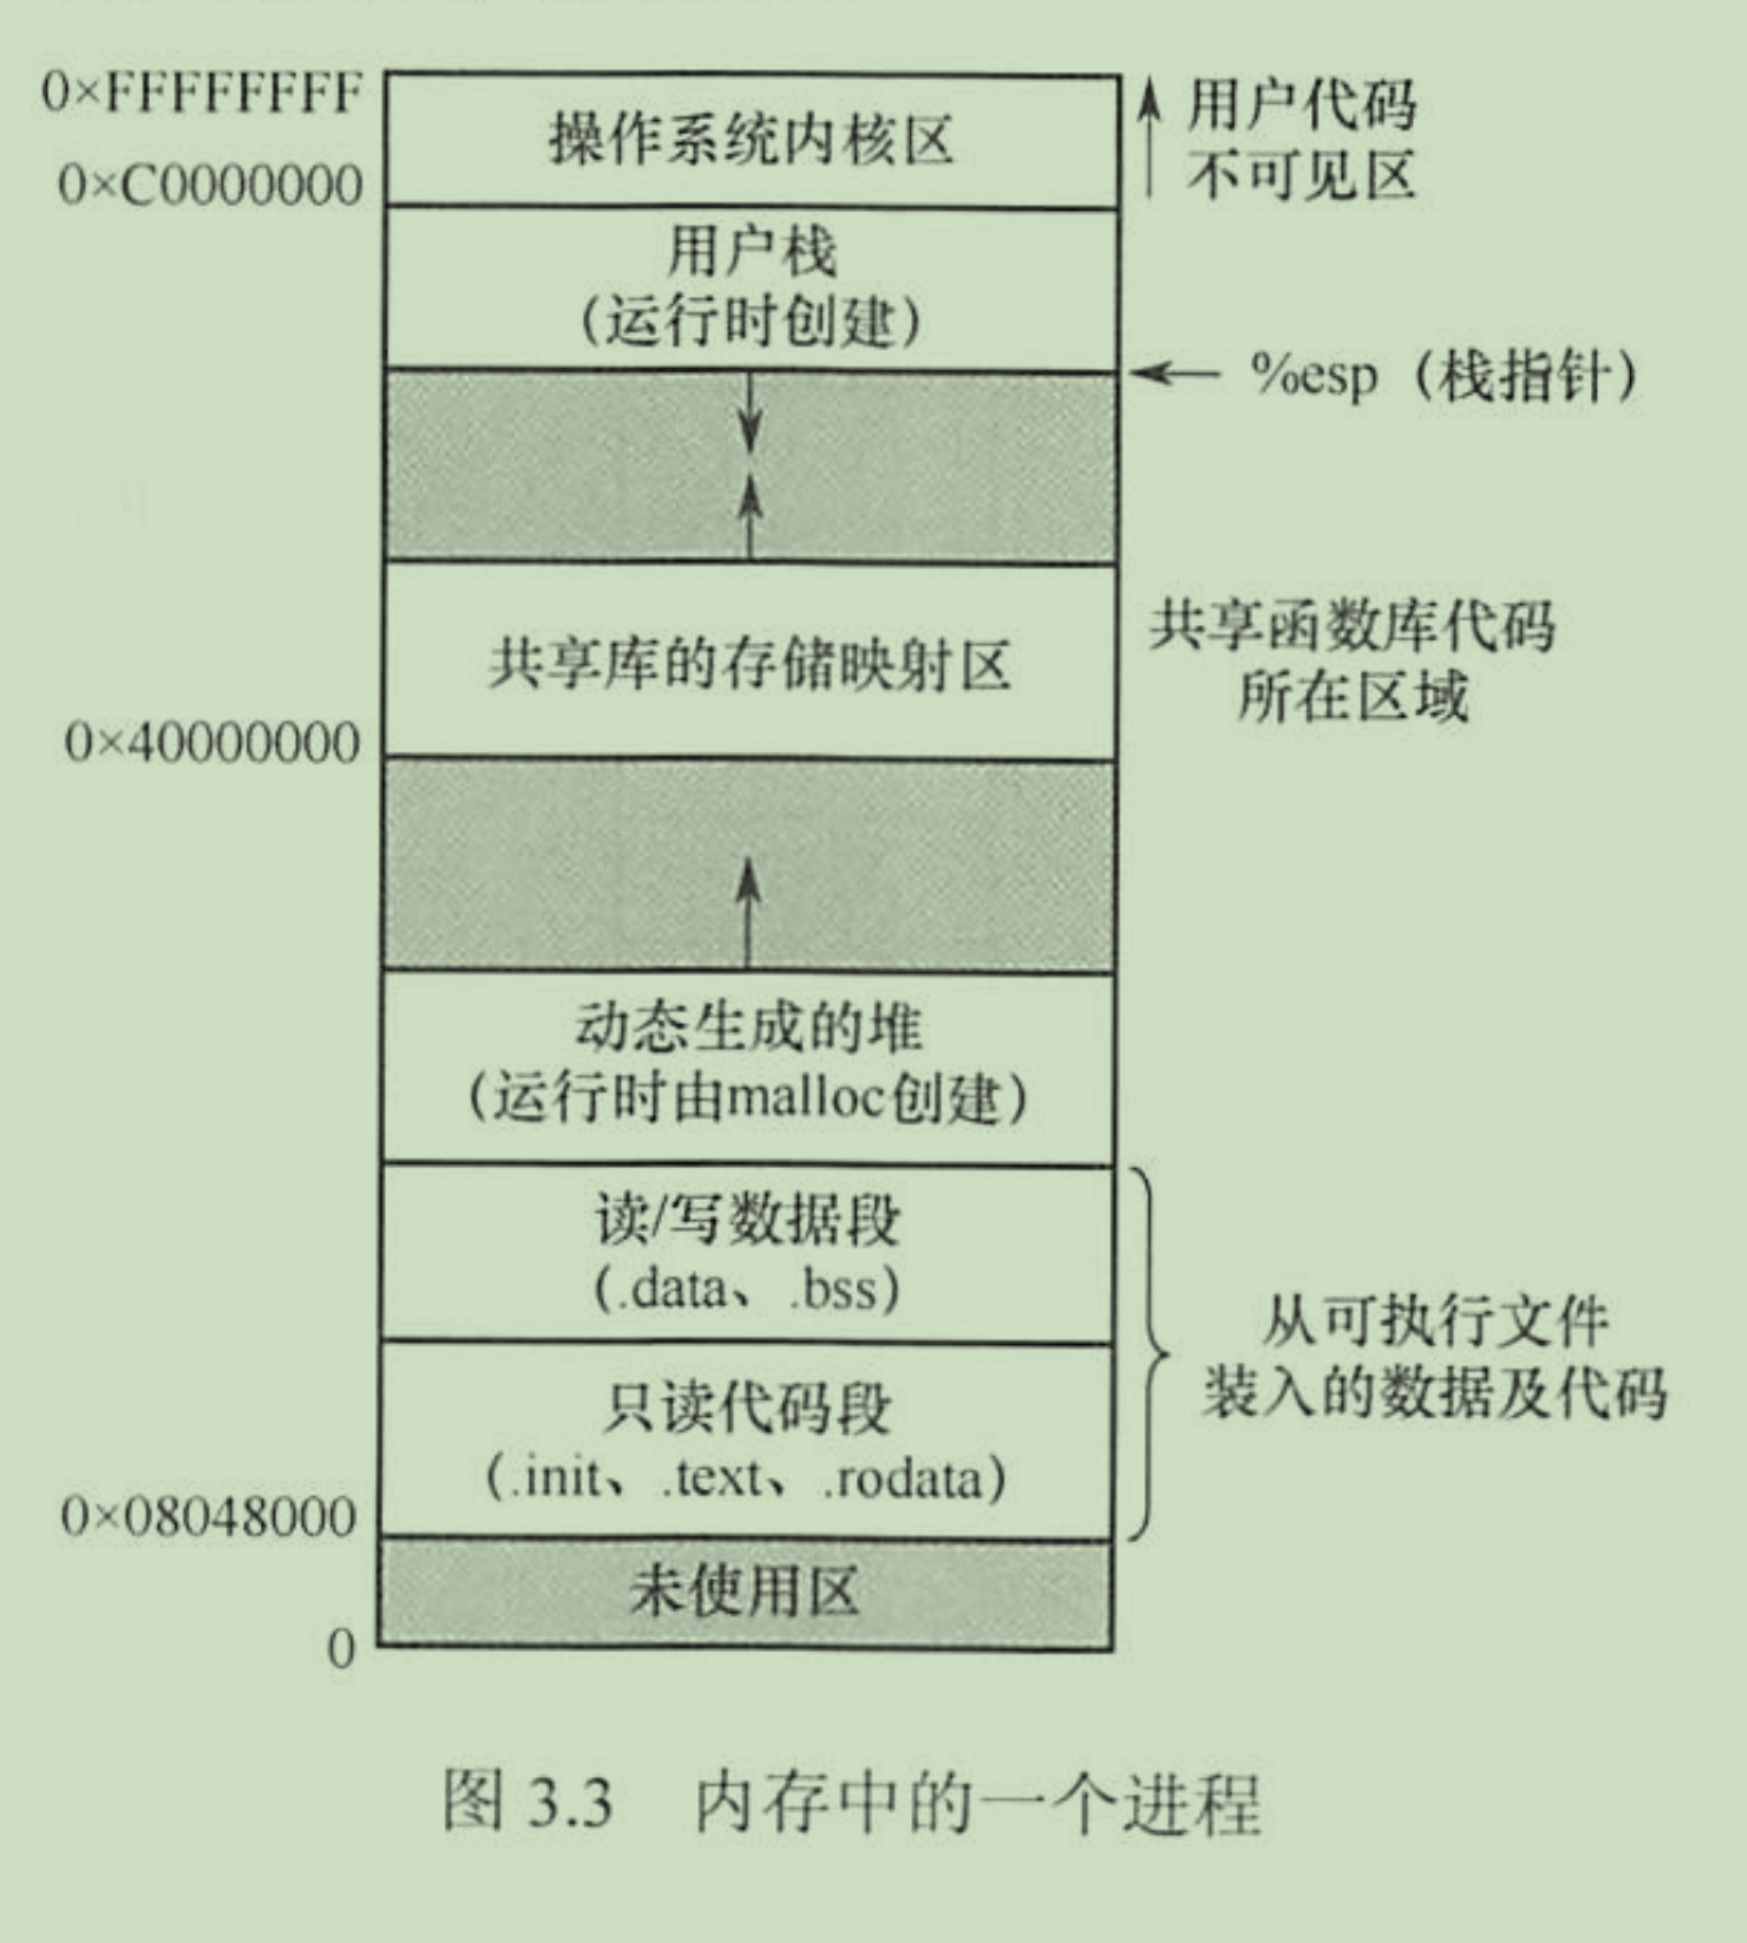 0×FFFFFFFF
操作系统内核区
用户代码
不可见区
0×C0000000
用户栈
（运行时创建）
%esp（栈指针）
共享库的存储映射区
共享函数库代码
所在区域
0×40000000
动态生成的堆
（运行时由malloc创建）
读/写数据段
（.data、.bss）
从可执行文件
装入的数据及代码
只读代码段
（.init、.text、.rodata）
0×08048000
未使用区
0
图 3.3 内存中的一个进程